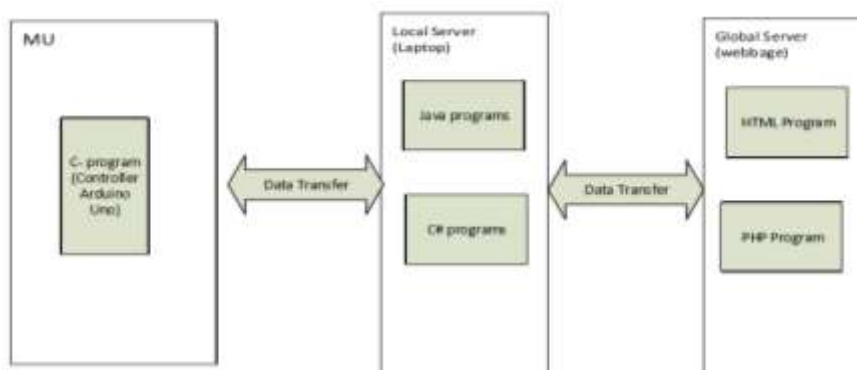 MU
C- program
(Controller
Arduino
Uno)
Data Transfer
Local Server
(Laptop)
Java programs
C# programs
Data Transfer
Global Server
(webbage)
HTML Program
PHP Program